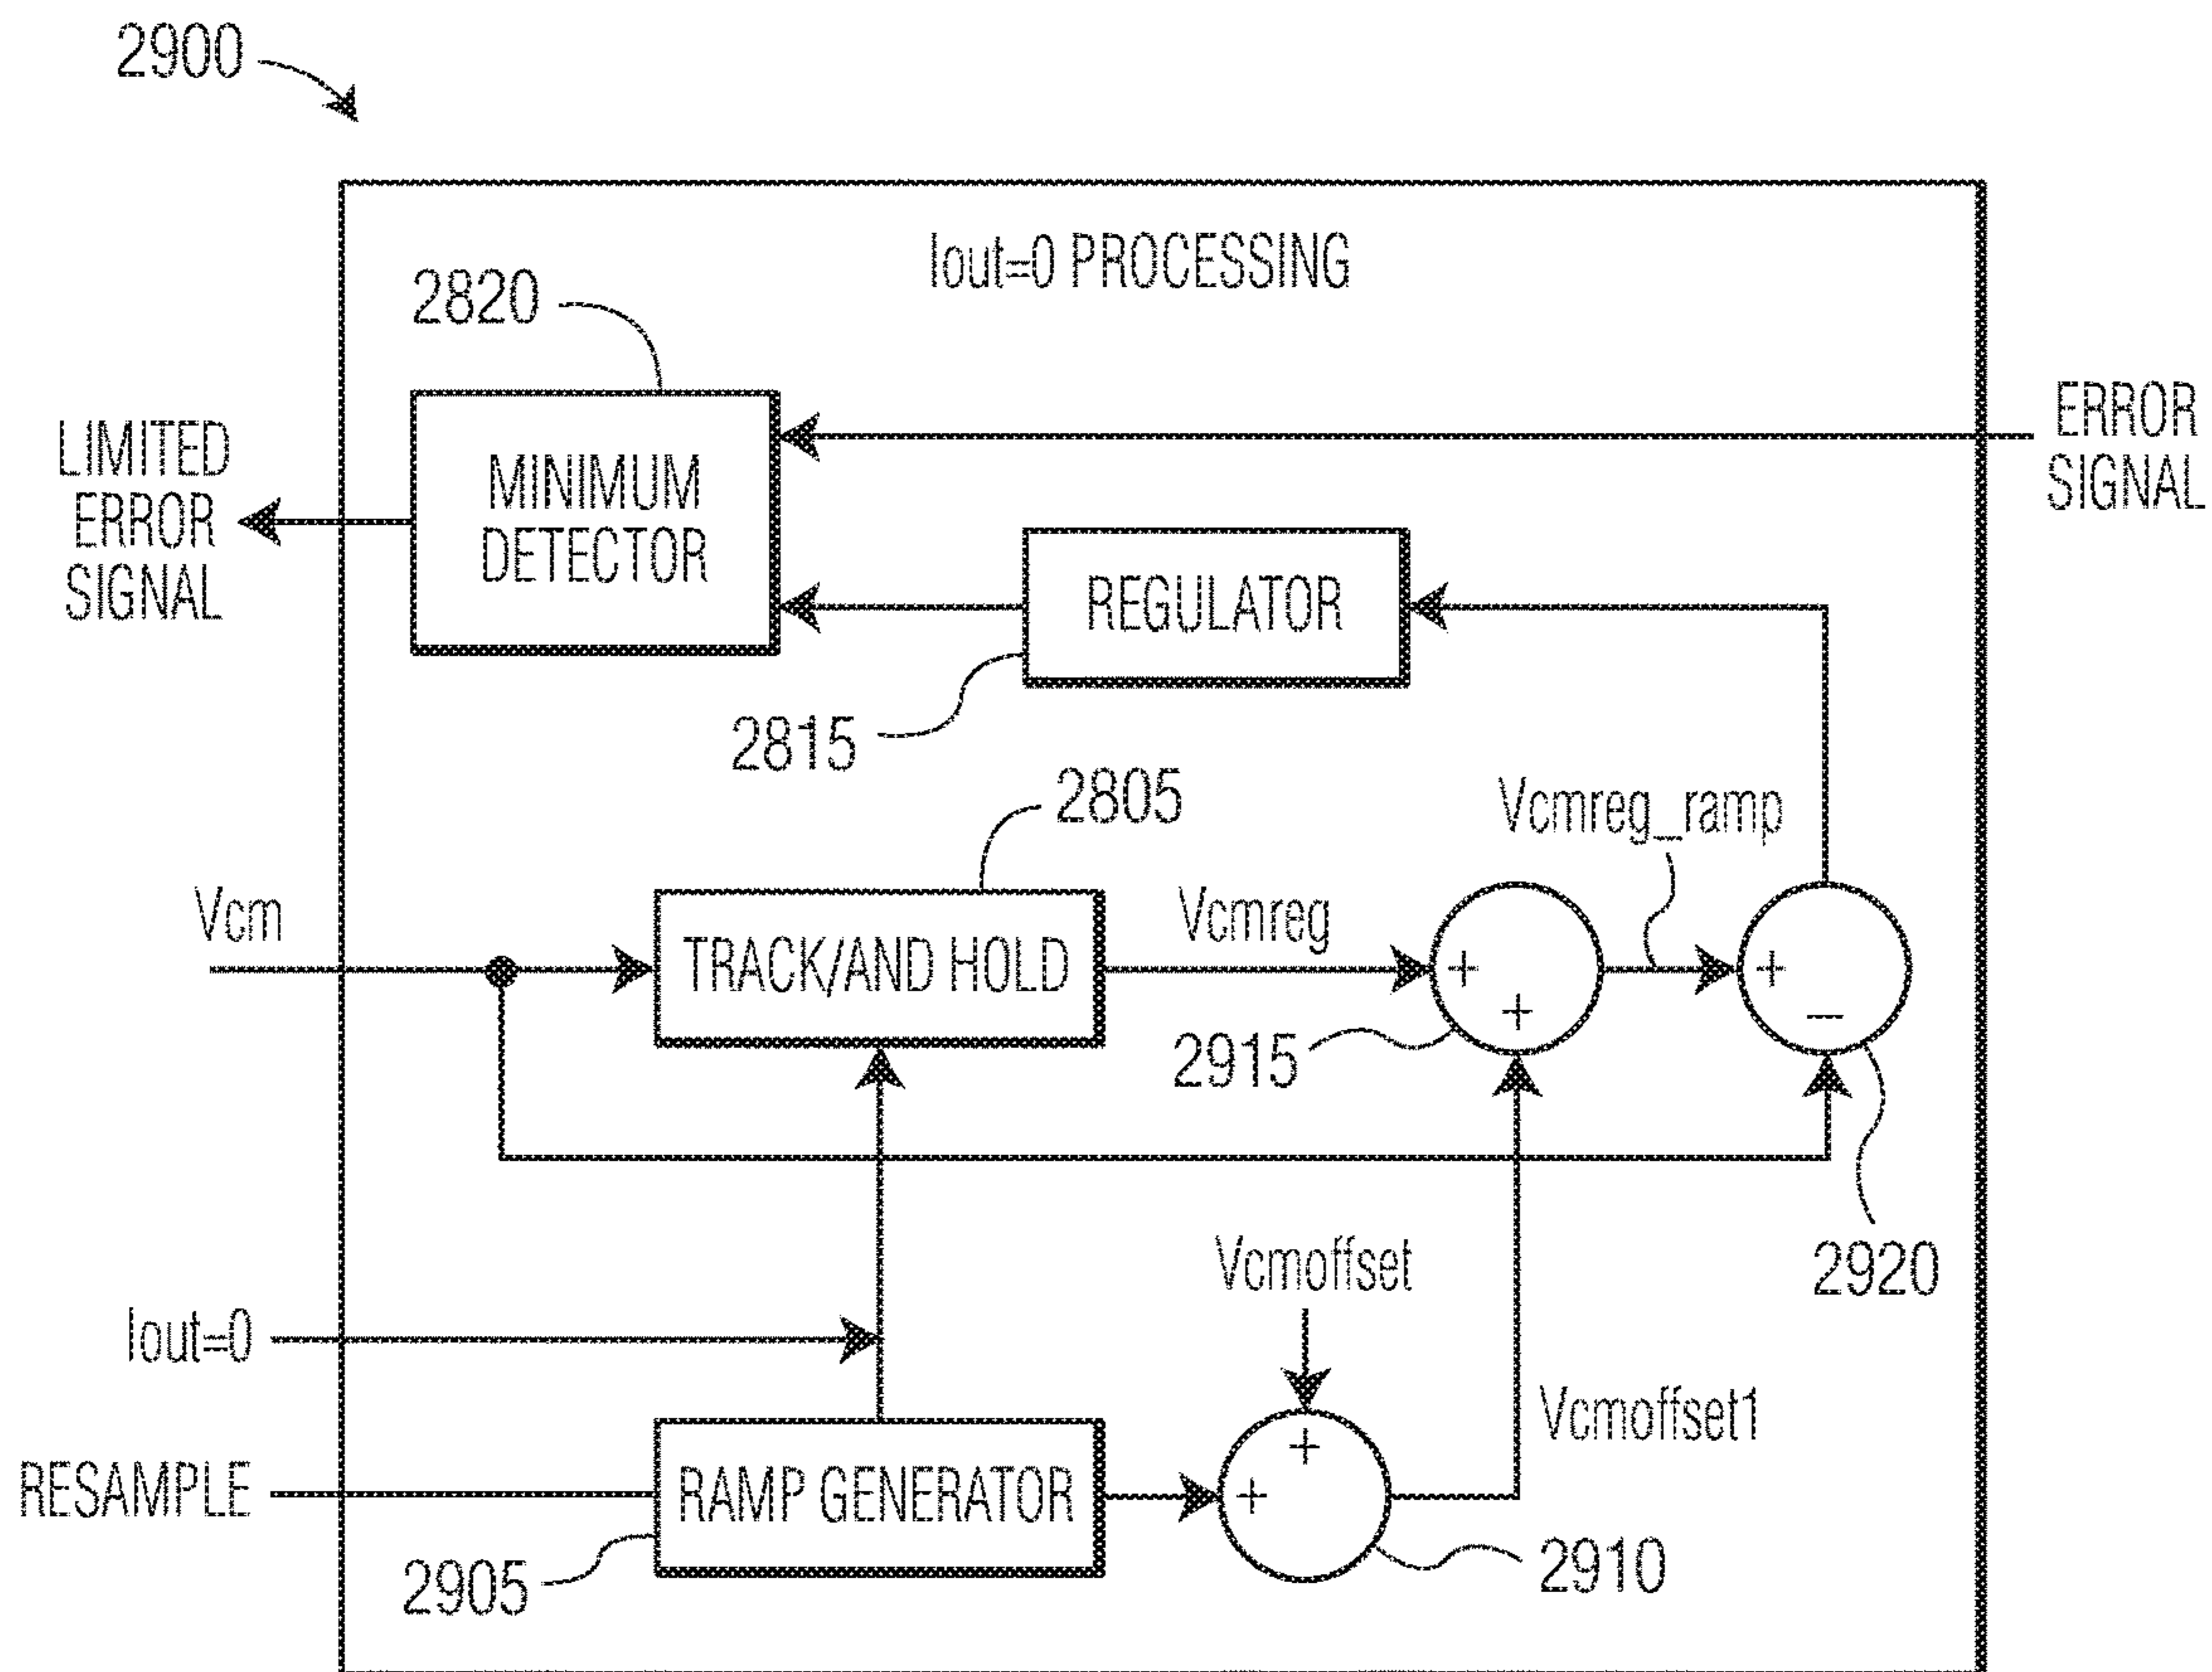 2900
Iout=0 PROCESSING
2820
ERROR
SIGNAL
LIMITED
ERROR
SIGNAL
MINIMUM
DETECTOR
REGULATOR
2815
2805
Vcmreg_ramp
Vcm
TRACK/AND HOLD
Vcmreg
+
+
+
—
2915
2920
Vcmoffset
Iout=0
Vcmoffset1
RESAMPLE
RAMP GENERATOR
+
+
2905
2910